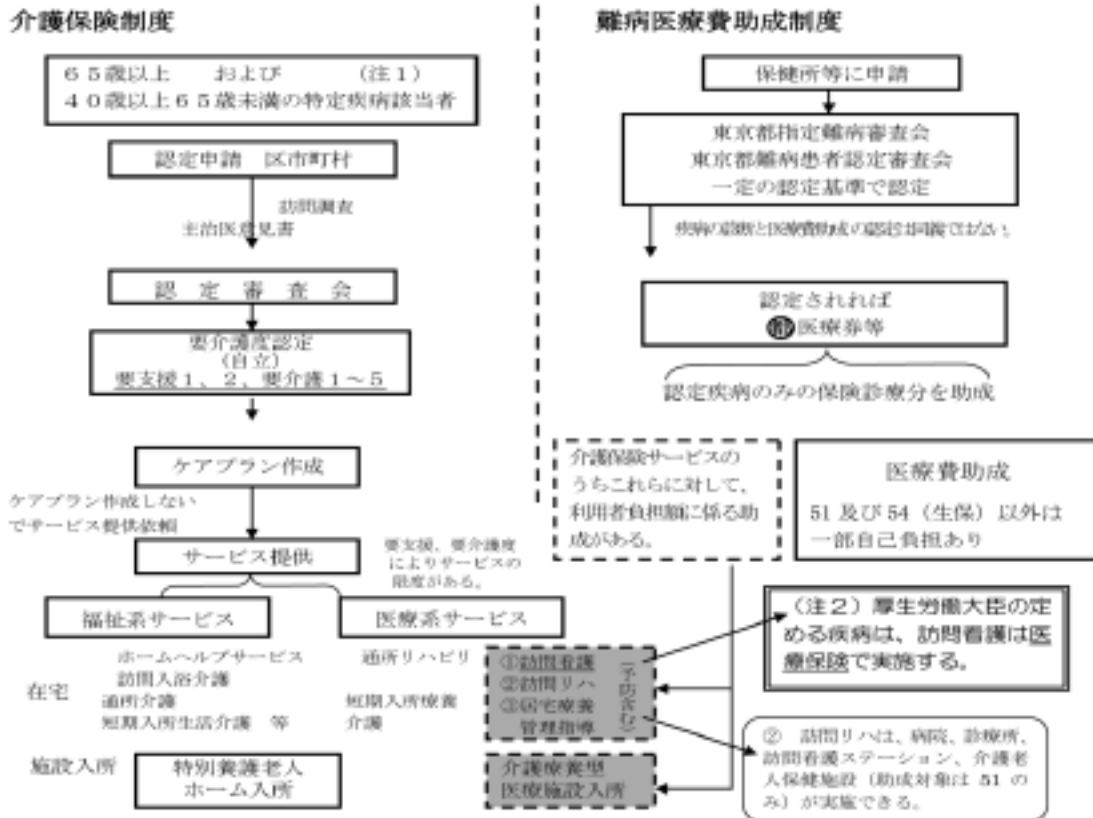 介護保険制度
65歳以上　および　（注1）
40歳以上65歳未満の特定疾病該当者
認定申請　区市町村
訪問調査
主治医意見書
認　定　審　査　会
要介護度認定
（自立）
要支援1、2、要介護1～5
ケアプラン作成
ケアプラン作成しない
でサービス提供依頼
サービス提供
要支援、要介護度
によりサービスの
限度がある。
福祉系サービス
医療系サービス
在宅
ホームヘルプサービス
訪問入浴介護
通所介護
短期入所生活介護　等
通所リハビリ
短期入所療養
介護
施設入所
特別養護老人
ホーム入所
難病医療費助成制度
保健所等に申請
東京都指定難病審査会
東京都難病患者認定審査会
一定の認定基準で認定
疾病の診断と医療費助成の認定は同義ではない。
認定されれば
医療券等
認定疾病のみの保険診療分を助成
介護保険サービスの
うちこれらに対して、
利用者負担額に係る助
成がある。
医療費助成
51及び54（生保）以外は
一部自己負担あり
①訪問看護
②訪問リハ
③居宅療養
管理指導
（予防含む）
介護療養型
医療施設入所
（注2）厚生労働大臣の定
める疾病は、訪問看護は医
療保険で実施する。
②　訪問リハは、病院、診療所、
訪問看護ステーション、介護老
人保健施設（助成対象は51の
み）が実施できる。